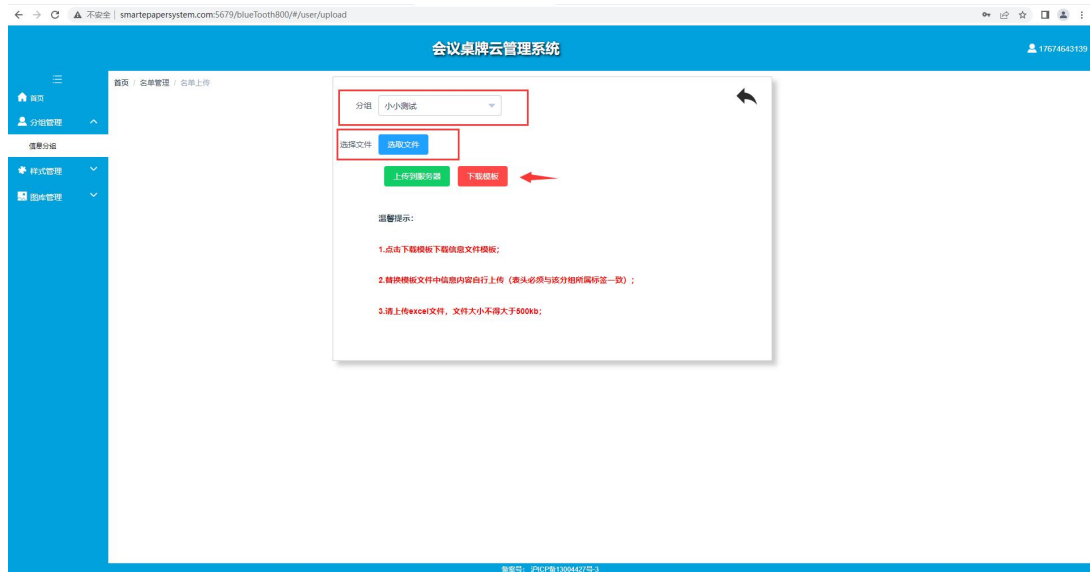 不安全 | smartepapersystem.com:5679/blueTooth800/#/user/upload
会议桌牌云管理系统
17674643139
首页
分组管理
信息分组
样式管理
图库管理
首页 / 名单管理 / 名单上传
分组 小小测试
选择文件 选取文件
上传到服务器 下载模板
温馨提示：
1.点击下载模板下载信息文件模板；
2.替换模板文件中信息内容自行上传（表头必须与该分组所属标签一致）；
3.请上传excel文件，文件大小不得大于500kb；
备案号： 沪ICP备13004427号-3